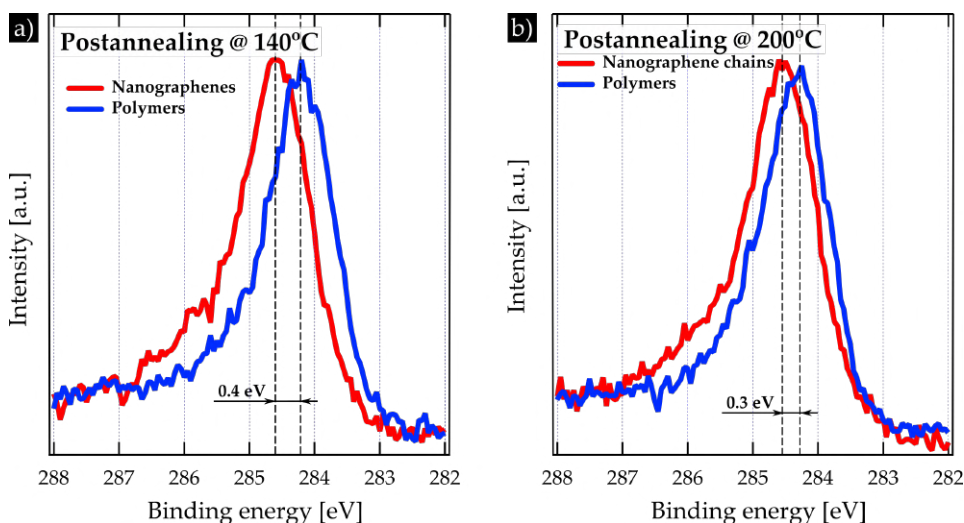 a)
Postannealing @ 140ºC
Nanographenes
Polymers
Intensity [a.u.]
0.4 eV
288 287 286 285 284 283 282
Binding energy [eV]
b)
Postannealing @ 200ºC
Nanographene chains
Polymers
Intensity [a.u.]
0.3 eV
288 287 286 285 284 283 282
Binding energy [eV]